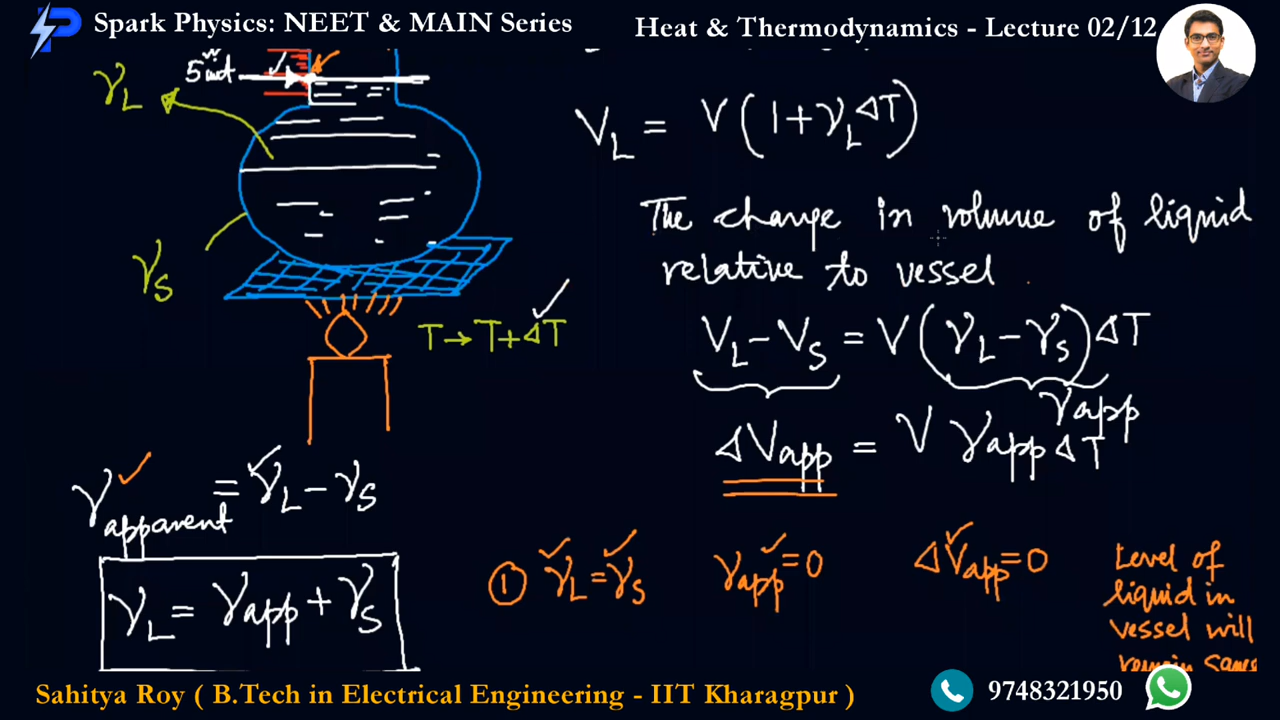 Spark Physics: NEET & MAIN Series
Heat & Thermodynamics - Lecture 02/12
γL
γS
T→T+ΔT
VL = V(1+γLΔT)
The change in volume of liquid
relative to vessel.
VL-VS = V(γL-γS)ΔT
γapp
ΔVapp = V γapp ΔT
γapparent = γL-γS
γL = γapp + γS
① γL=γS γapp=0 ΔVapp=0
Level of
liquid in
vessel will
remain same
Sahitya Roy ( B.Tech in Electrical Engineering - IIT Kharagpur )
9748321950